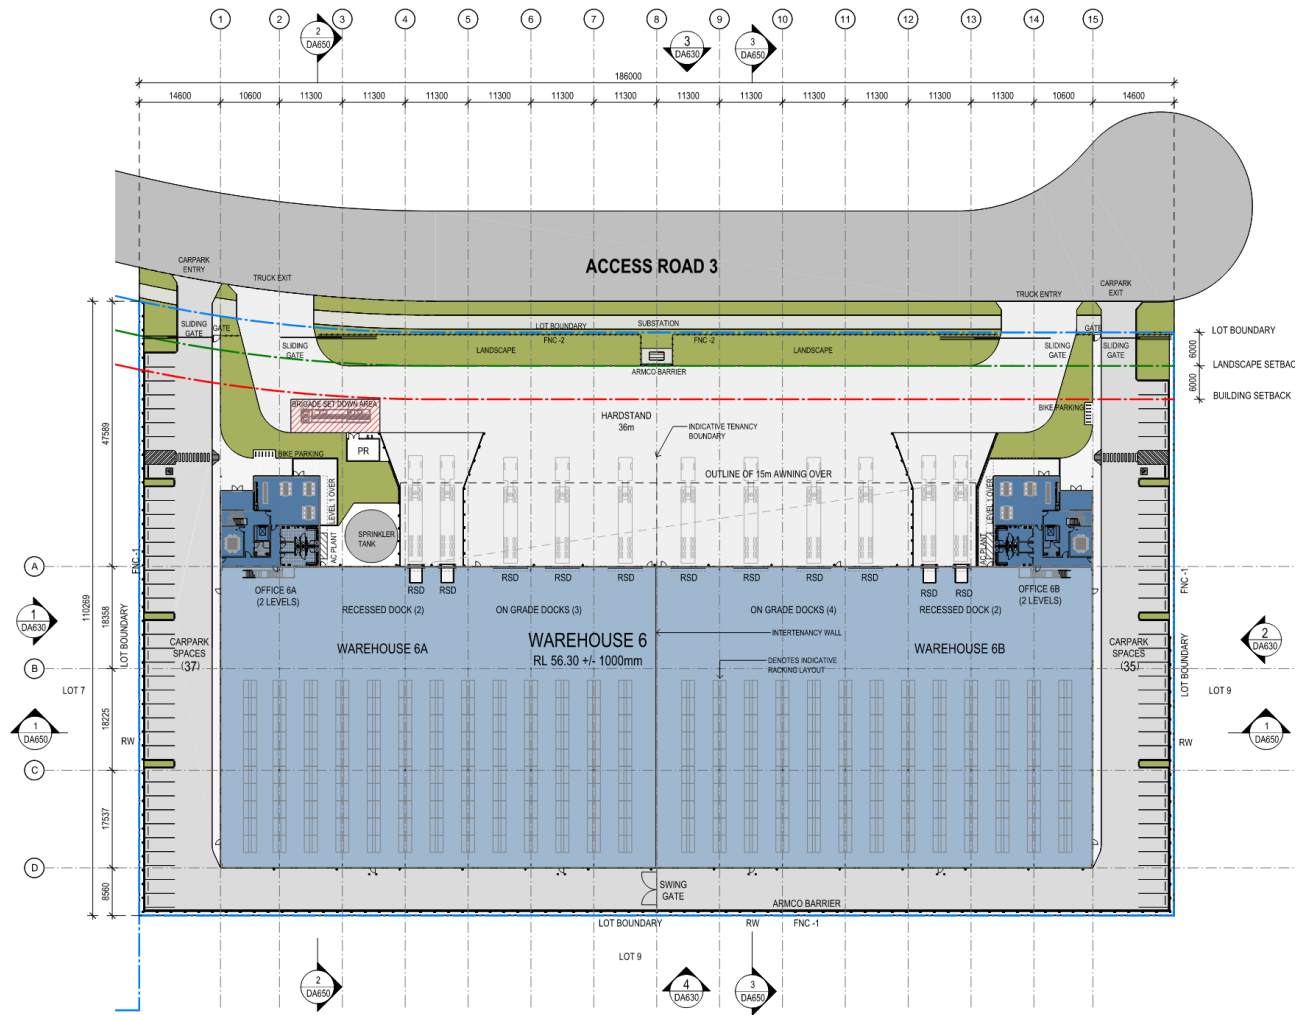 1 2 3 4 5 6 7 8 9 10 11 12 13 14 15
2
DA650
3
DA630
3
DA650
186000
14600 10600 11300 11300 11300 11300 11300 11300 11300 11300 11300 11300 11300 11300 10600 14600
ACCESS ROAD 3
CARPARK
ENTRY
TRUCK EXIT
TRUCK ENTRY
CARPARK
EXIT
SLIDING
GATE
GATE
SLIDING
GATE
LOT BOUNDARY
SUBSTATION
FNC -2
FNC -2
LANDSCAPE
LANDSCAPE
ARMCO BARRIER
GATE
SLIDING
GATE
SLIDING
GATE
LOT BOUNDARY
6000
LANDSCAPE SETBACK
6000
BUILDING SETBACK
BRIGADE SET DOWN AREA
HARDSTAND
36m
INDICATIVE TENANCY
BOUNDARY
BIKE PARKING
47589
PR
BIKE PARKING
OUTLINE OF 15m AWNING OVER
LEVEL 1 OVER
LEVEL 1 OVER
SPRINKLER
TANK
AC PLANT
AC PLANT
A
FNC -1
FNC -1
RSD RSD RSD RSD RSD RSD RSD RSD RSD RSD
OFFICE 6A
(2 LEVELS)
OFFICE 6B
(2 LEVELS)
RECESSED DOCK (2)
ON GRADE DOCKS (3)
ON GRADE DOCKS (4)
RECESSED DOCK (2)
110269
18358
1
DA630
LOT BOUNDARY
CARPARK
SPACES
(37)
WAREHOUSE 6A
WAREHOUSE 6
RL 56.30 +/- 1000mm
INTERTENANCY WALL
WAREHOUSE 6B
DENOTES INDICATIVE
RACKING LAYOUT
CARPARK
SPACES
(35)
2
DA630
LOT BOUNDARY
B
LOT 7
LOT 9
18225
1
DA650
RW
RW
1
DA650
C
17537
D
8560
SWING
GATE
ARMCO BARRIER
LOT BOUNDARY
RW
FNC -1
LOT 9
2
DA650
4
DA630
3
DA650